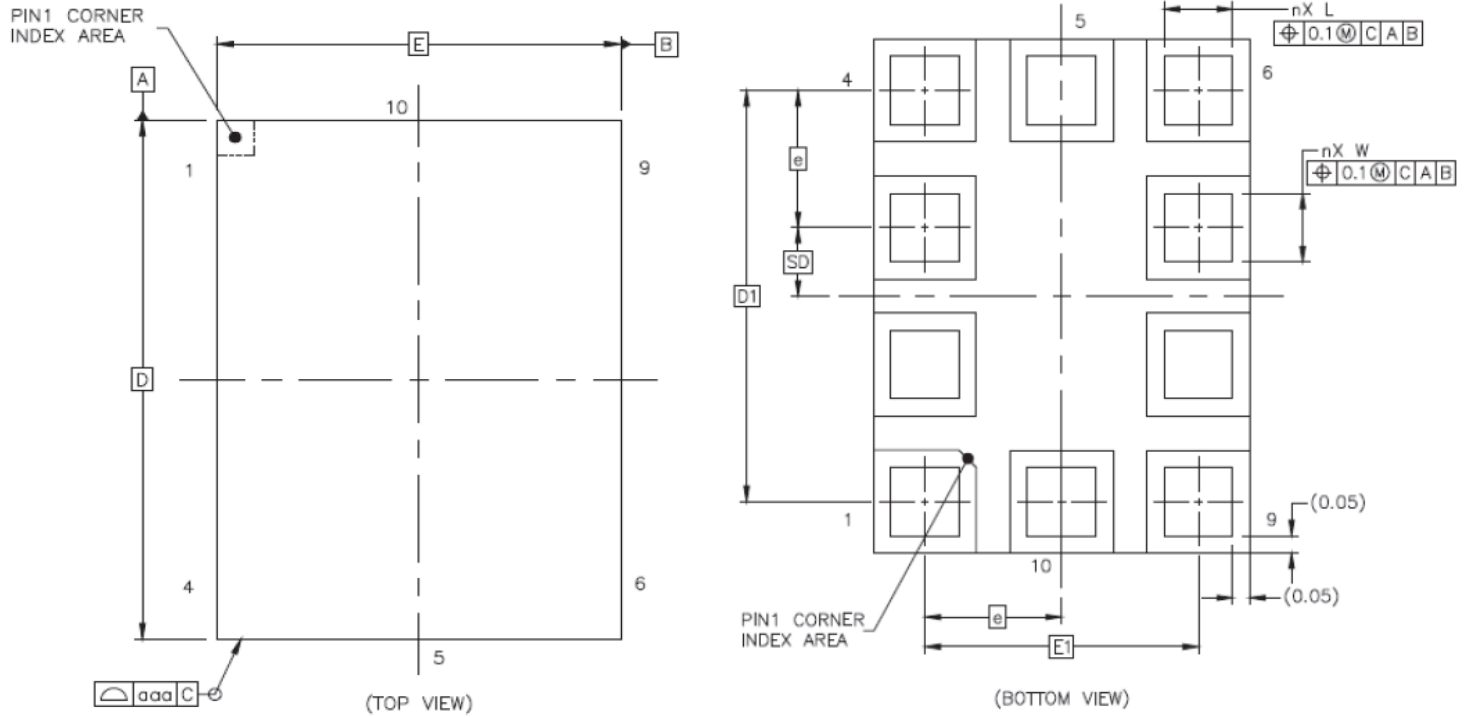 PIN1 CORNER
INDEX AREA
E
B
A
10
1
9
D
4
6
5
aaa C
(TOP VIEW)
5
nX L
⌖ 0.1 Ⓜ C A B
4
6
e
nX W
⌖ 0.1 Ⓜ C A B
SD
D1
1
9
(0.05)
10
(0.05)
PIN1 CORNER
INDEX AREA
e
E1
(BOTTOM VIEW)